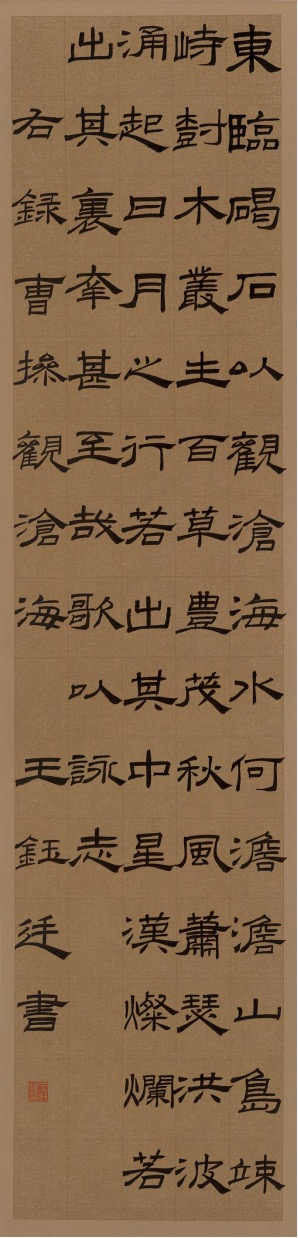 東臨碣石以觀滄海水何澹澹山島竦
峙尌木叢生百草豐茂秋風蕭瑟洪波
涌起日月之行若出其中星漢燦爛若
出其裏幸甚至哉歌以詠志
右録曹操觀滄海 王鈺廷書